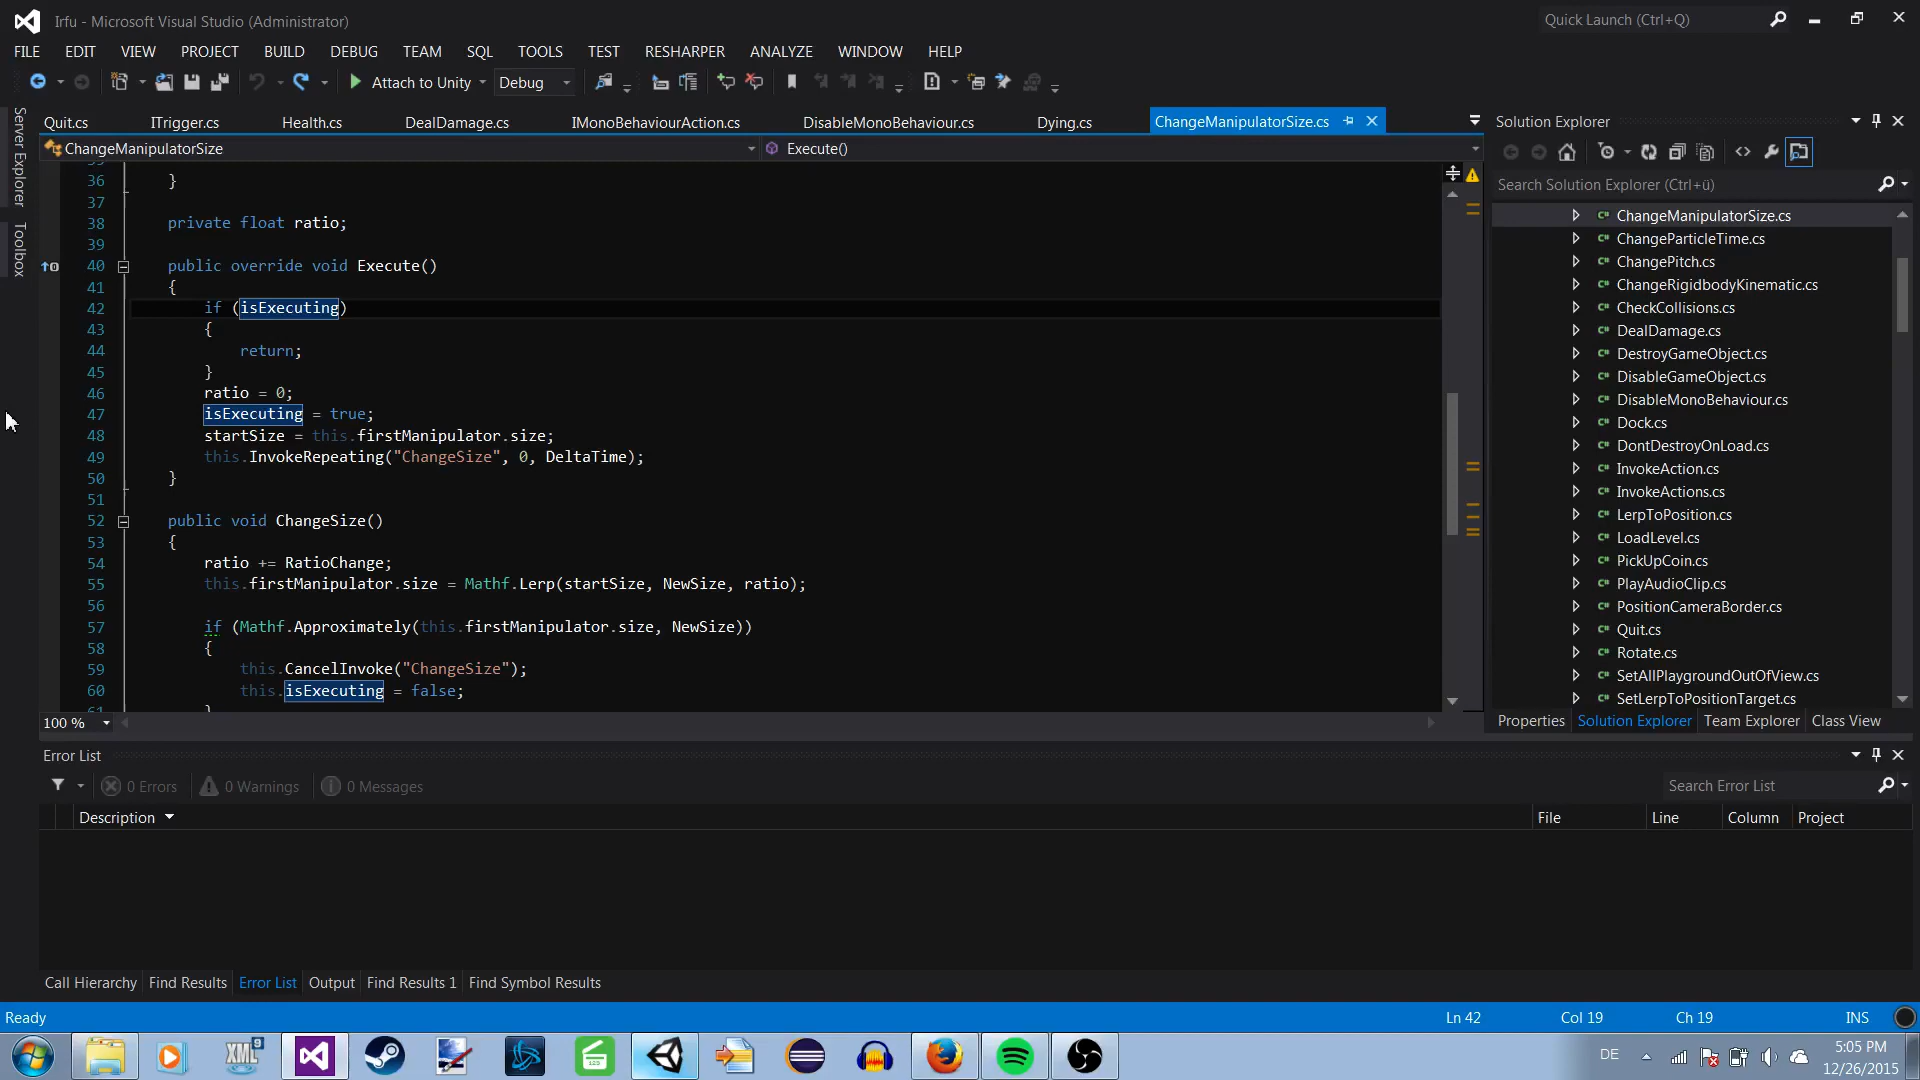 Irfu - Microsoft Visual Studio (Administrator)
Quick Launch (Ctrl+Q)
FILE EDIT VIEW PROJECT BUILD DEBUG TEAM SQL TOOLS TEST RESHARPER ANALYZE WINDOW HELP
Attach to Unity Debug
Server Explorer
Toolbox
Quit.cs ITrigger.cs Health.cs DealDamage.cs IMonoBehaviourAction.cs DisableMonoBehaviour.cs Dying.cs ChangeManipulatorSize.cs
ChangeManipulatorSize Execute()
36 }
37
38 private float ratio;
39
40 public override void Execute()
41 {
42 if (isExecuting)
43 {
44 return;
45 }
46 ratio = 0;
47 isExecuting = true;
48 startSize = this.firstManipulator.size;
49 this.InvokeRepeating("ChangeSize", 0, DeltaTime);
50 }
51
52 public void ChangeSize()
53 {
54 ratio += RatioChange;
55 this.firstManipulator.size = Mathf.Lerp(startSize, NewSize, ratio);
56
57 if (Mathf.Approximately(this.firstManipulator.size, NewSize))
58 {
59 this.CancelInvoke("ChangeSize");
60 this.isExecuting = false;
100 %
Solution Explorer
Search Solution Explorer (Ctrl+ü)
ChangeManipulatorSize.cs
ChangeParticleTime.cs
ChangePitch.cs
ChangeRigidbodyKinematic.cs
CheckCollisions.cs
DealDamage.cs
DestroyGameObject.cs
DisableGameObject.cs
DisableMonoBehaviour.cs
Dock.cs
DontDestroyOnLoad.cs
InvokeAction.cs
InvokeActions.cs
LerpToPosition.cs
LoadLevel.cs
PickUpCoin.cs
PlayAudioClip.cs
PositionCameraBorder.cs
Quit.cs
Rotate.cs
SetAllPlaygroundOutOfView.cs
SetLerpToPositionTarget.cs
Properties Solution Explorer Team Explorer Class View
Error List
0 Errors 0 Warnings 0 Messages
Search Error List
Description File Line Column Project
Call Hierarchy Find Results Error List Output Find Results 1 Find Symbol Results
Ready Ln 42 Col 19 Ch 19 INS
XML 9
123
DE
5:05 PM
12/26/2015